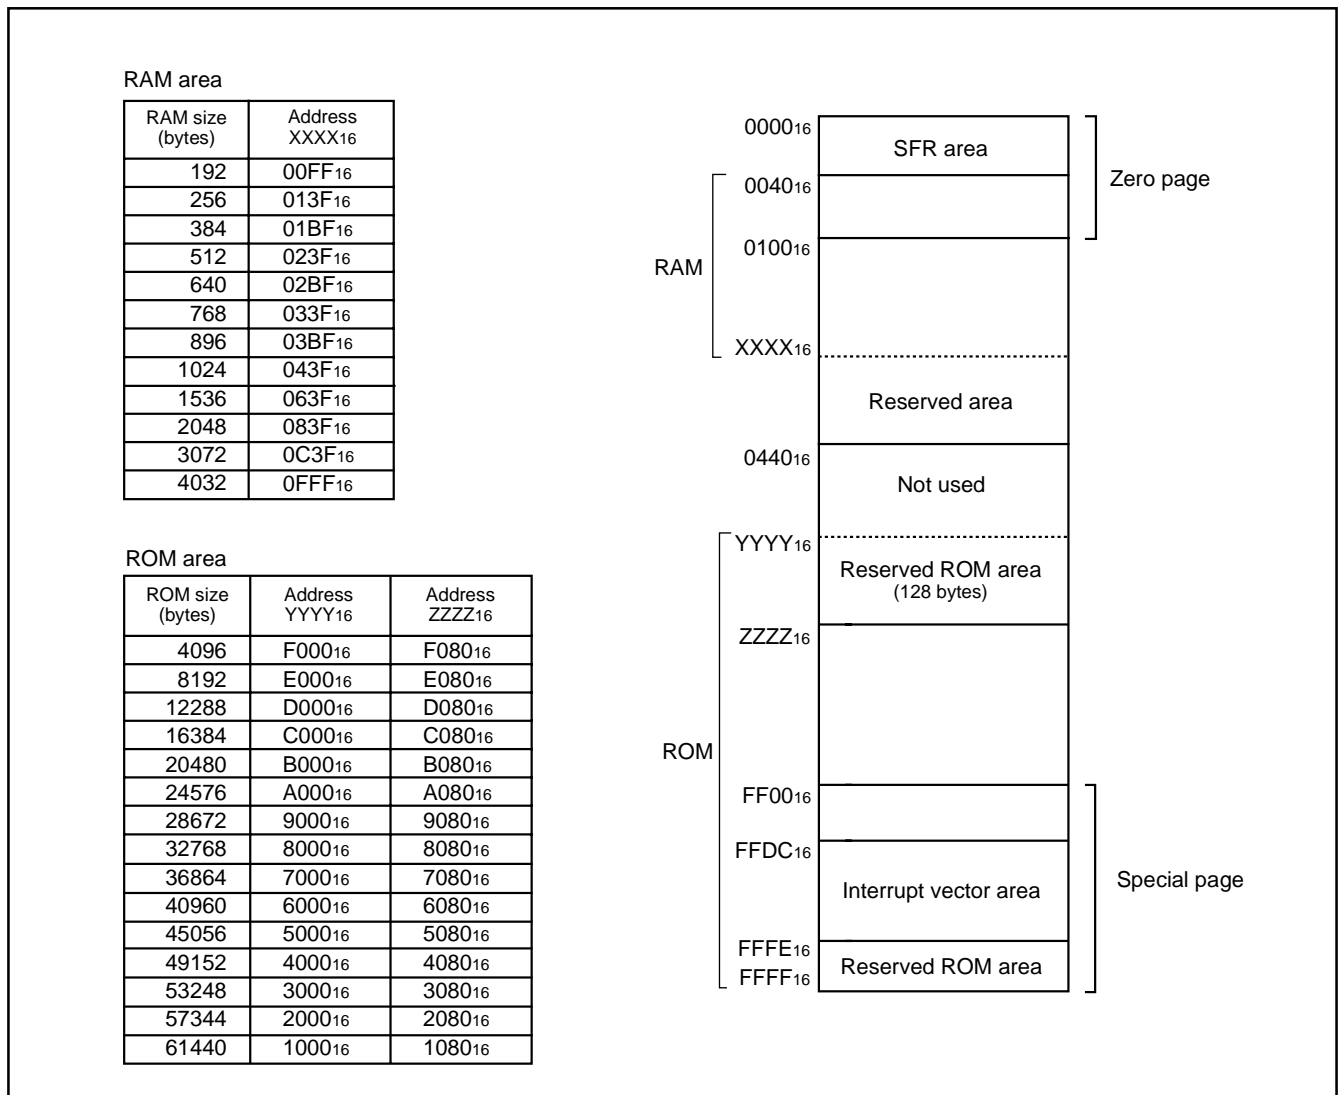 RAM area
RAM size (bytes) Address XXXX16
192 00FF16
256 013F16
384 01BF16
512 023F16
640 02BF16
768 033F16
896 03BF16
1024 043F16
1536 063F16
2048 083F16
3072 0C3F16
4032 0FFF16
ROM area
ROM size (bytes) Address YYYY16 Address ZZZZ16
4096 F00016 F08016
8192 E00016 E08016
12288 D00016 D08016
16384 C00016 C08016
20480 B00016 B08016
24576 A00016 A08016
28672 900016 908016
32768 800016 808016
36864 700016 708016
40960 600016 608016
45056 500016 508016
49152 400016 408016
53248 300016 308016
57344 200016 208016
61440 100016 108016
000016
SFR area
Zero page
004016
010016
RAM
XXXX16
Reserved area
044016
Not used
YYYY16
Reserved ROM area
(128 bytes)
ZZZZ16
ROM
FF0016
FFDC16
Interrupt vector area
Special page
FFFE16
Reserved ROM area
FFFF16